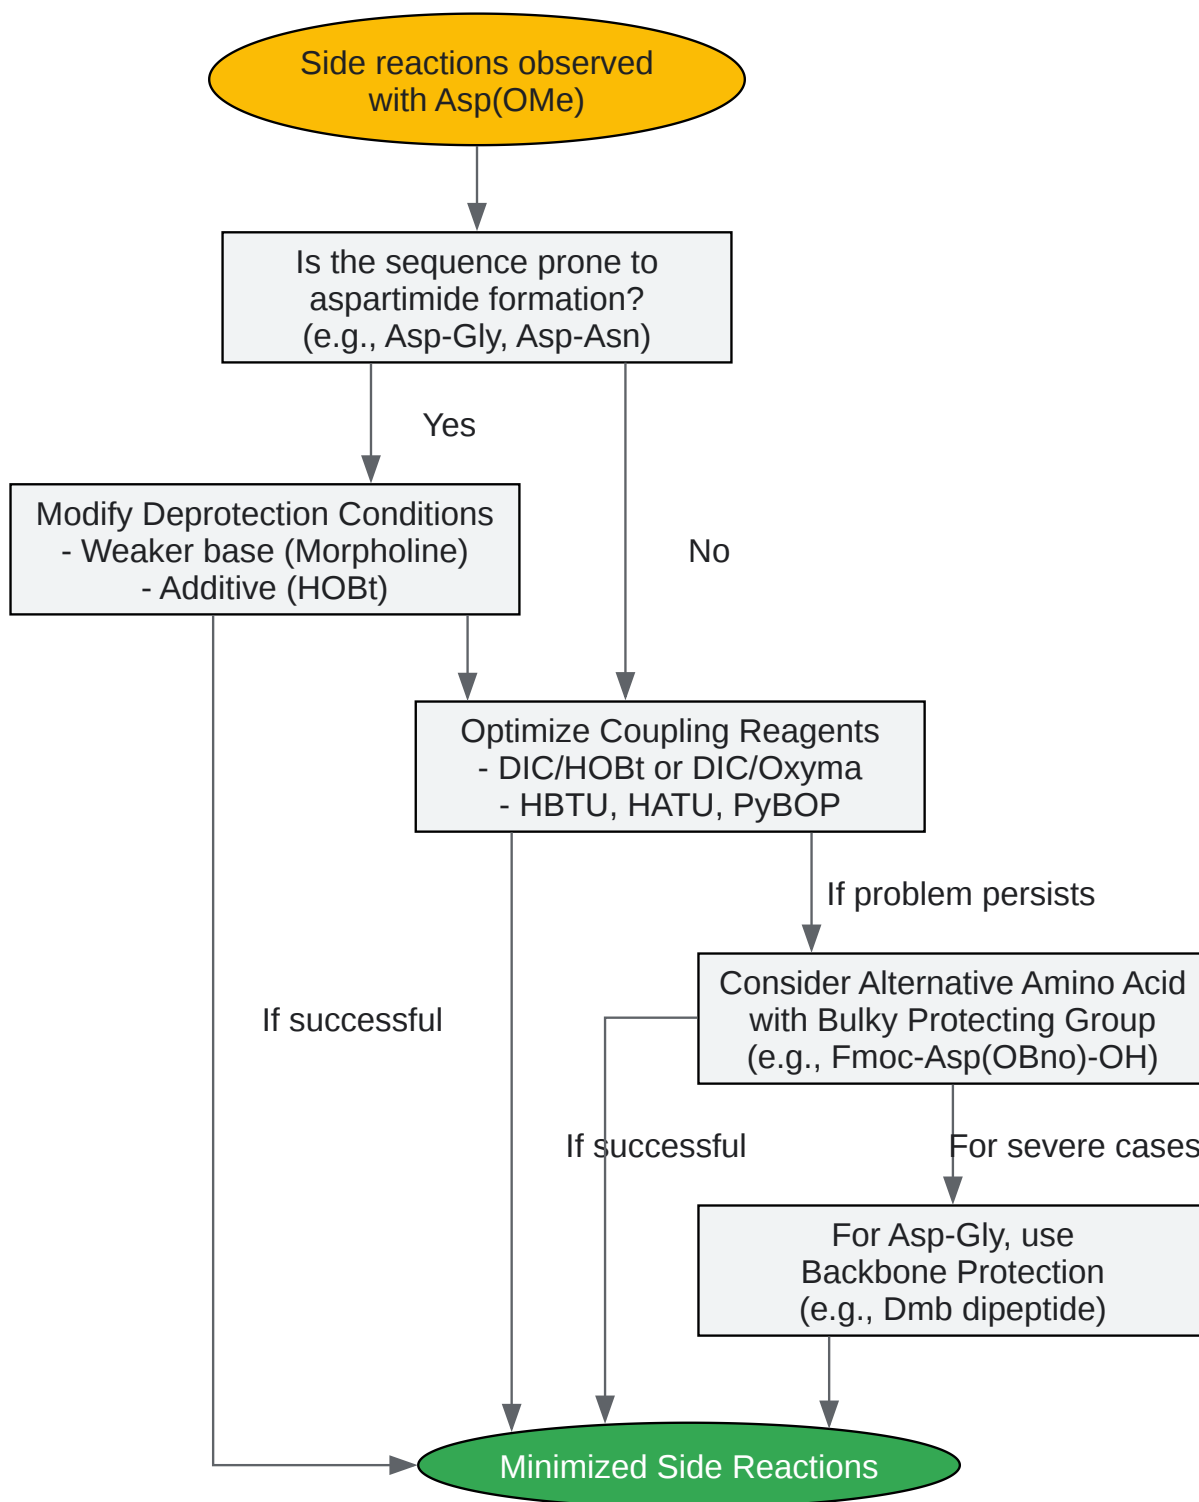 Side reactions observed
with Asp(OMe)
Is the sequence prone to
aspartimide formation?
(e.g., Asp-Gly, Asp-Asn)
Yes
Modify Deprotection Conditions
- Weaker base (Morpholine)
- Additive (HOBt)
No
Optimize Coupling Reagents
- DIC/HOBt or DIC/Oxyma
- HBTU, HATU, PyBOP
If problem persists
Consider Alternative Amino Acid
with Bulky Protecting Group
(e.g., Fmoc-Asp(OBno)-OH)
If successful
If successful
For severe cases
For Asp-Gly, use
Backbone Protection
(e.g., Dmb dipeptide)
Minimized Side Reactions